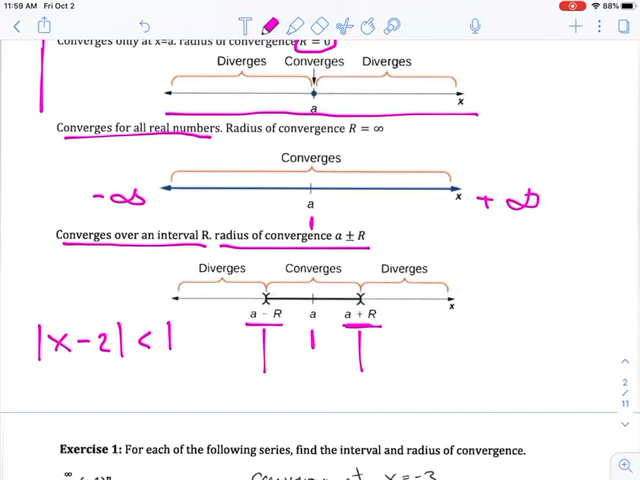 11:59 AM Fri Oct 2
88%
Converges only at x=a. radius of convergence R = 0
Diverges Converges Diverges
a
x
Converges for all real numbers. Radius of convergence R = ∞
Converges
-∞ a x +∞
Converges over an interval R. radius of convergence a ± R
Diverges Converges Diverges
a − R a a + R x
|x − 2| < 1
2
/
11
Exercise 1: For each of the following series, find the interval and radius of convergence.
∞
x = −3